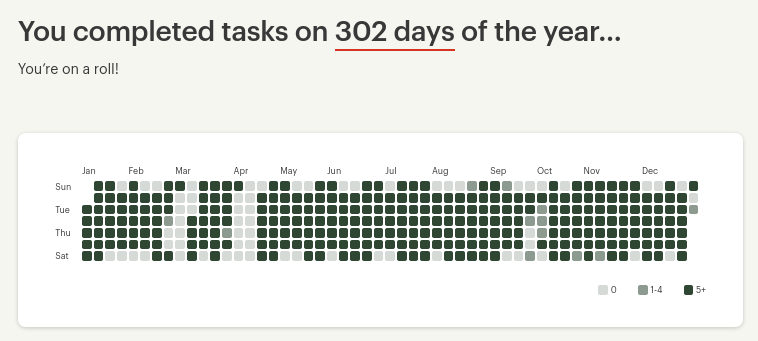 You completed tasks on 302 days of the year...
You're on a roll!
Jan Feb Mar Apr May Jun Jul Aug Sep Oct Nov Dec
Sun
Tue
Thu
Sat
0 1-4 5+